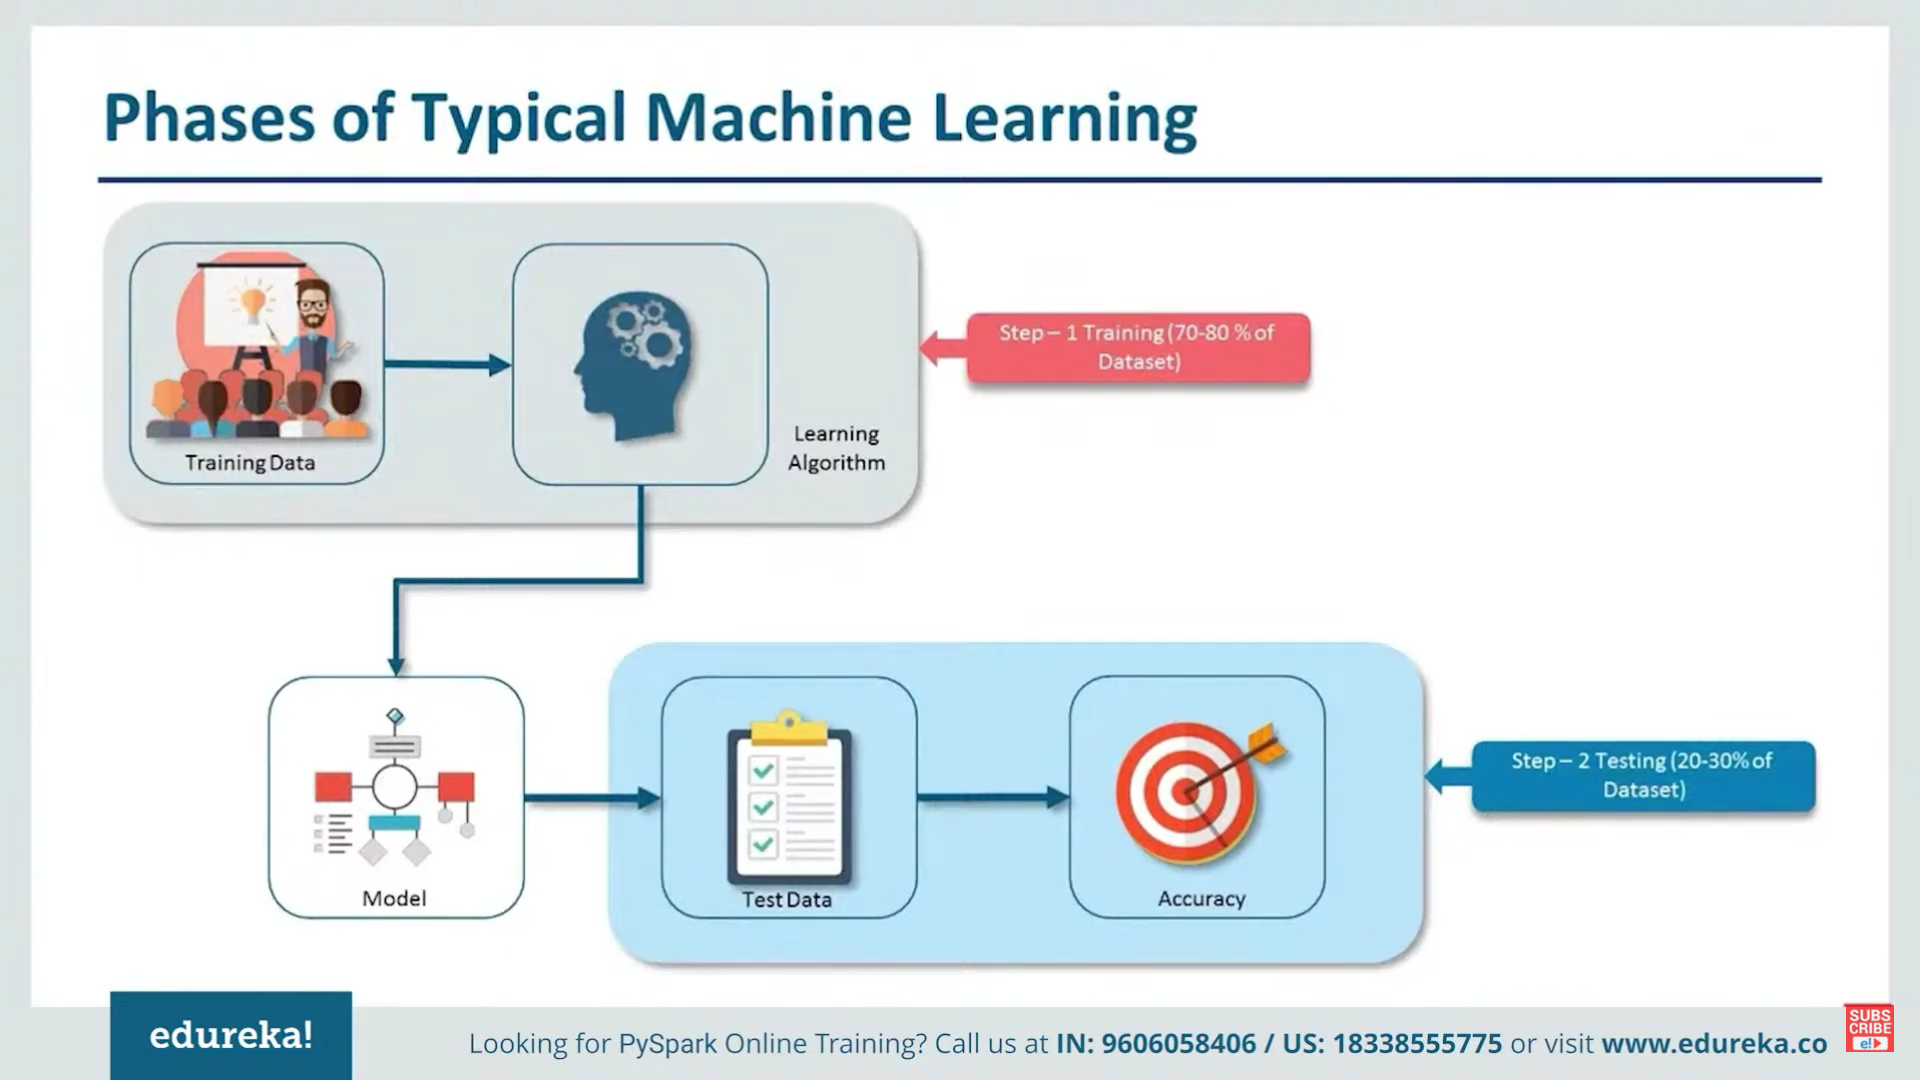 Phases of Typical Machine Learning
Training Data
Learning
Algorithm
Step – 1 Training (70-80 % of
Dataset)
Model
Test Data
Accuracy
Step – 2 Testing (20-30% of
Dataset)
edureka!
Looking for PySpark Online Training? Call us at IN: 9606058406 / US: 18338555775 or visit www.edureka.co
SUBS
CRIBE
e!